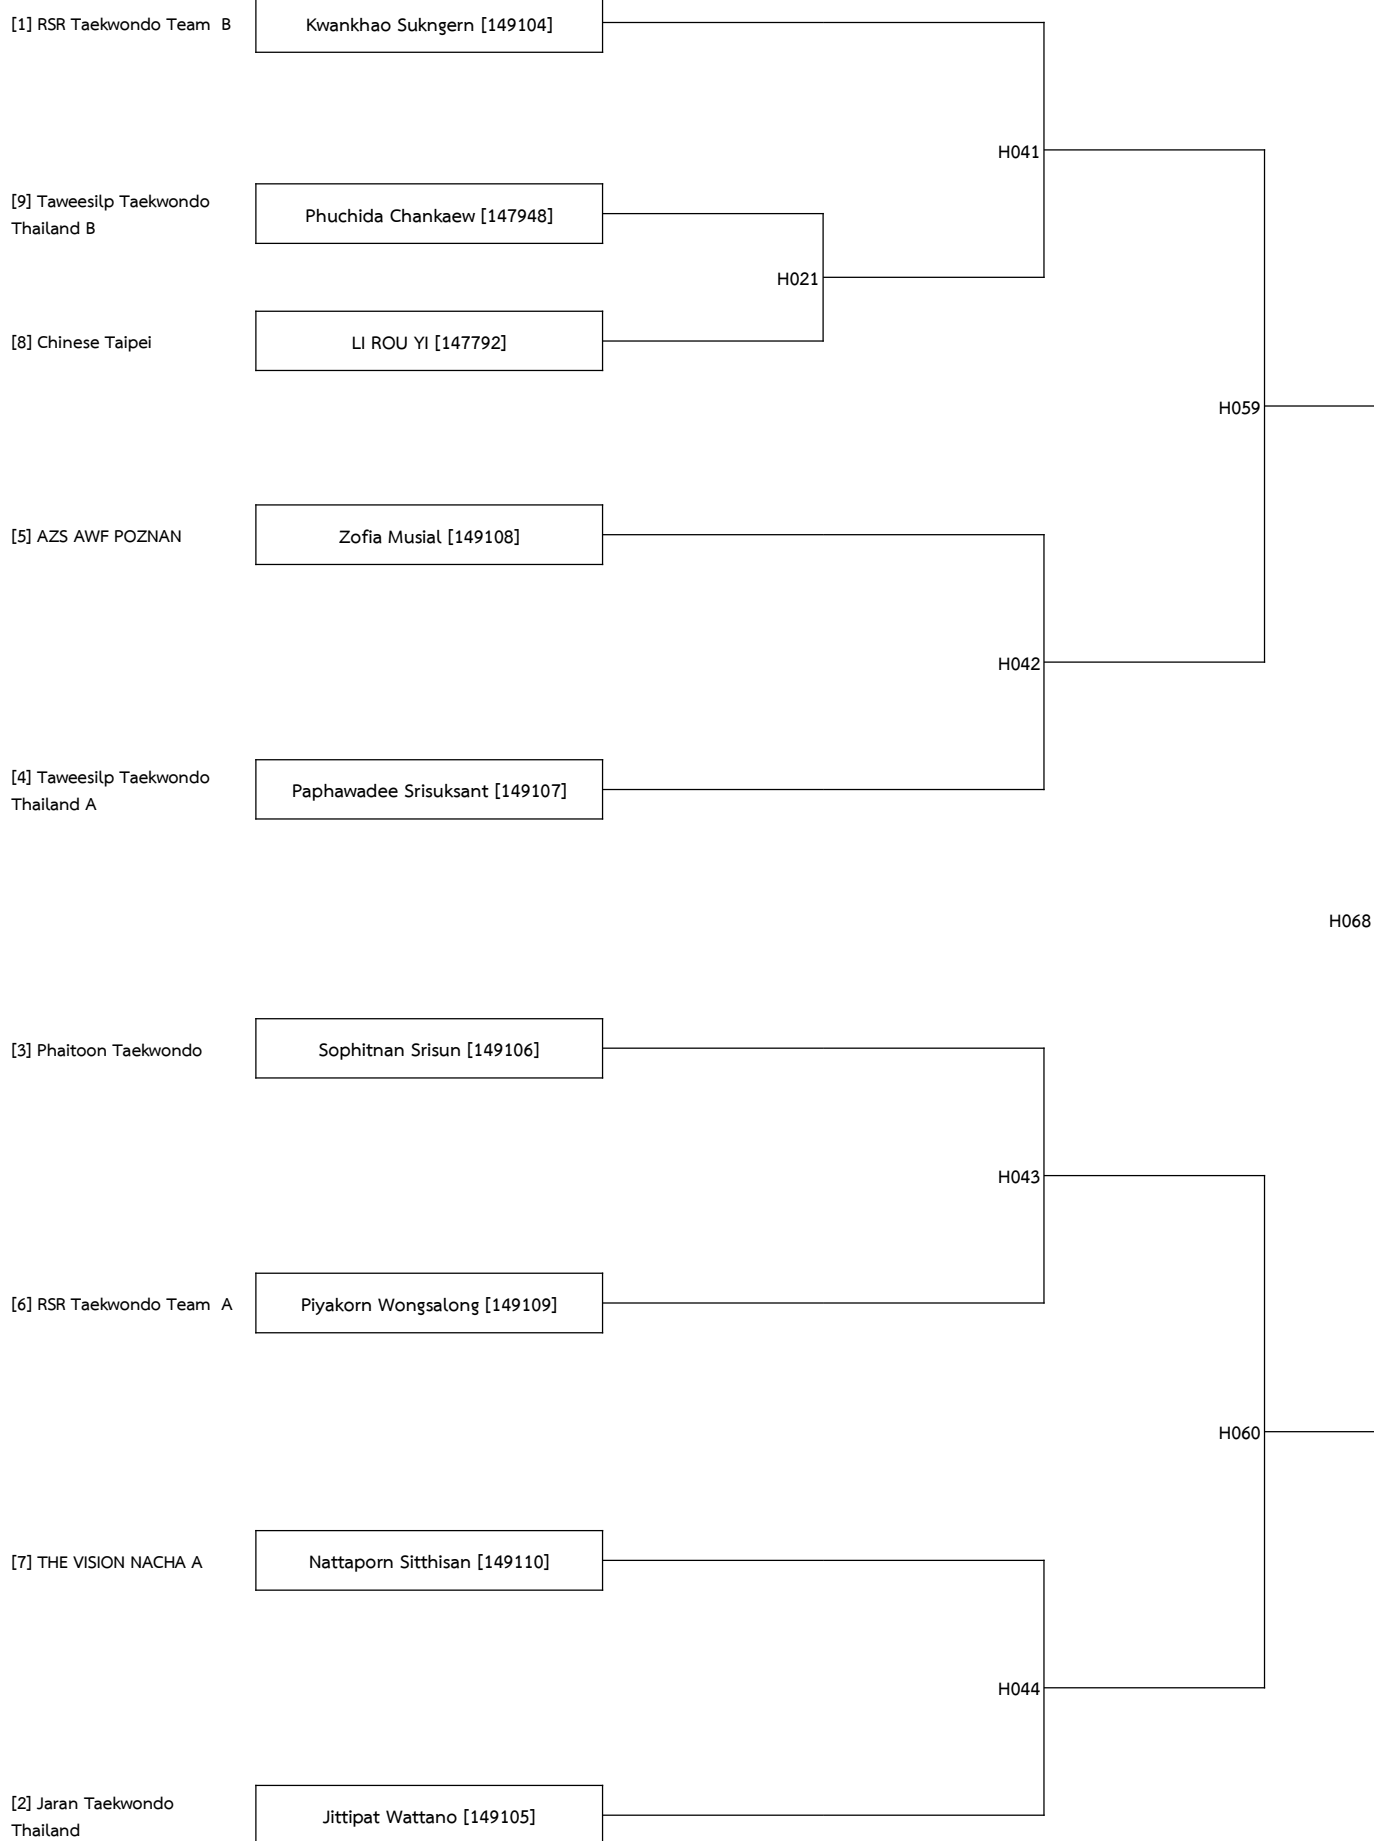 [1] RSR Taekwondo Team  B
Kwankhao Sukngern [149104]
H041
[9] Taweesilp Taekwondo
Thailand B
Phuchida Chankaew [147948]
H021
[8] Chinese Taipei
LI ROU YI [147792]
H059
[5] AZS AWF POZNAN
Zofia Musial [149108]
H042
[4] Taweesilp Taekwondo
Thailand A
Paphawadee Srisuksant [149107]
H068
[3] Phaitoon Taekwondo
Sophitnan Srisun [149106]
H043
[6] RSR Taekwondo Team  A
Piyakorn Wongsalong [149109]
H060
[7] THE VISION NACHA A
Nattaporn Sitthisan [149110]
H044
[2] Jaran Taekwondo
Thailand
Jittipat Wattano [149105]